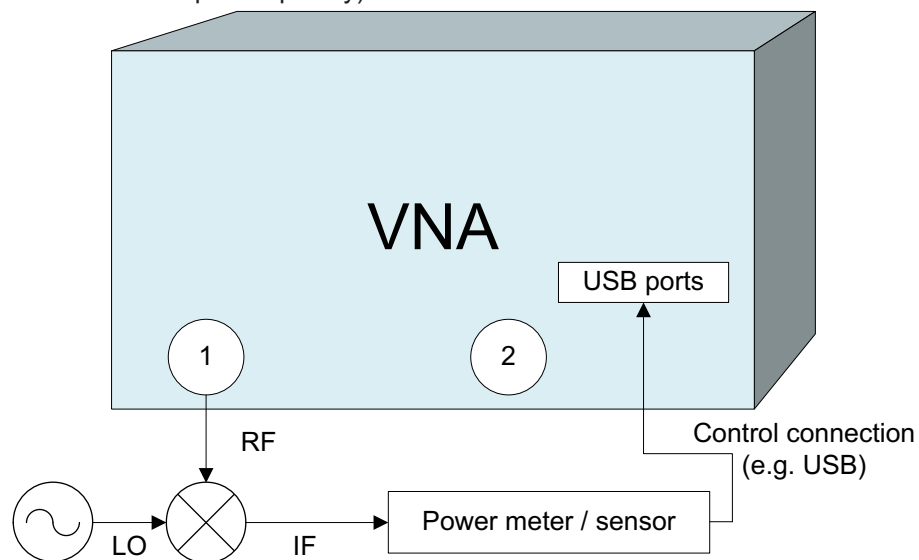 VNA
USB ports
1
2
RF
Control connection
(e.g. USB)
Power meter / sensor
LO
IF